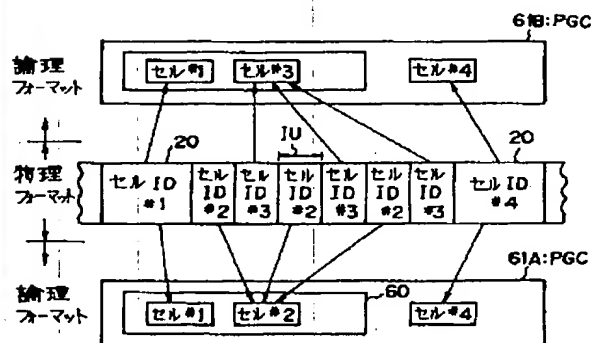 61B:PGC
論理
フォーマット
セル#1
セル#3
セル#4
20
IU
20
物理
フォーマット
セル ID
#1
セル
ID
#2
セル
ID
#3
セル
ID
#2
セル
ID
#3
セル
ID
#2
セル
ID
#3
セル ID
#4
61A:PGC
論理
フォーマット
セル#1
セル#2
60
セル#4